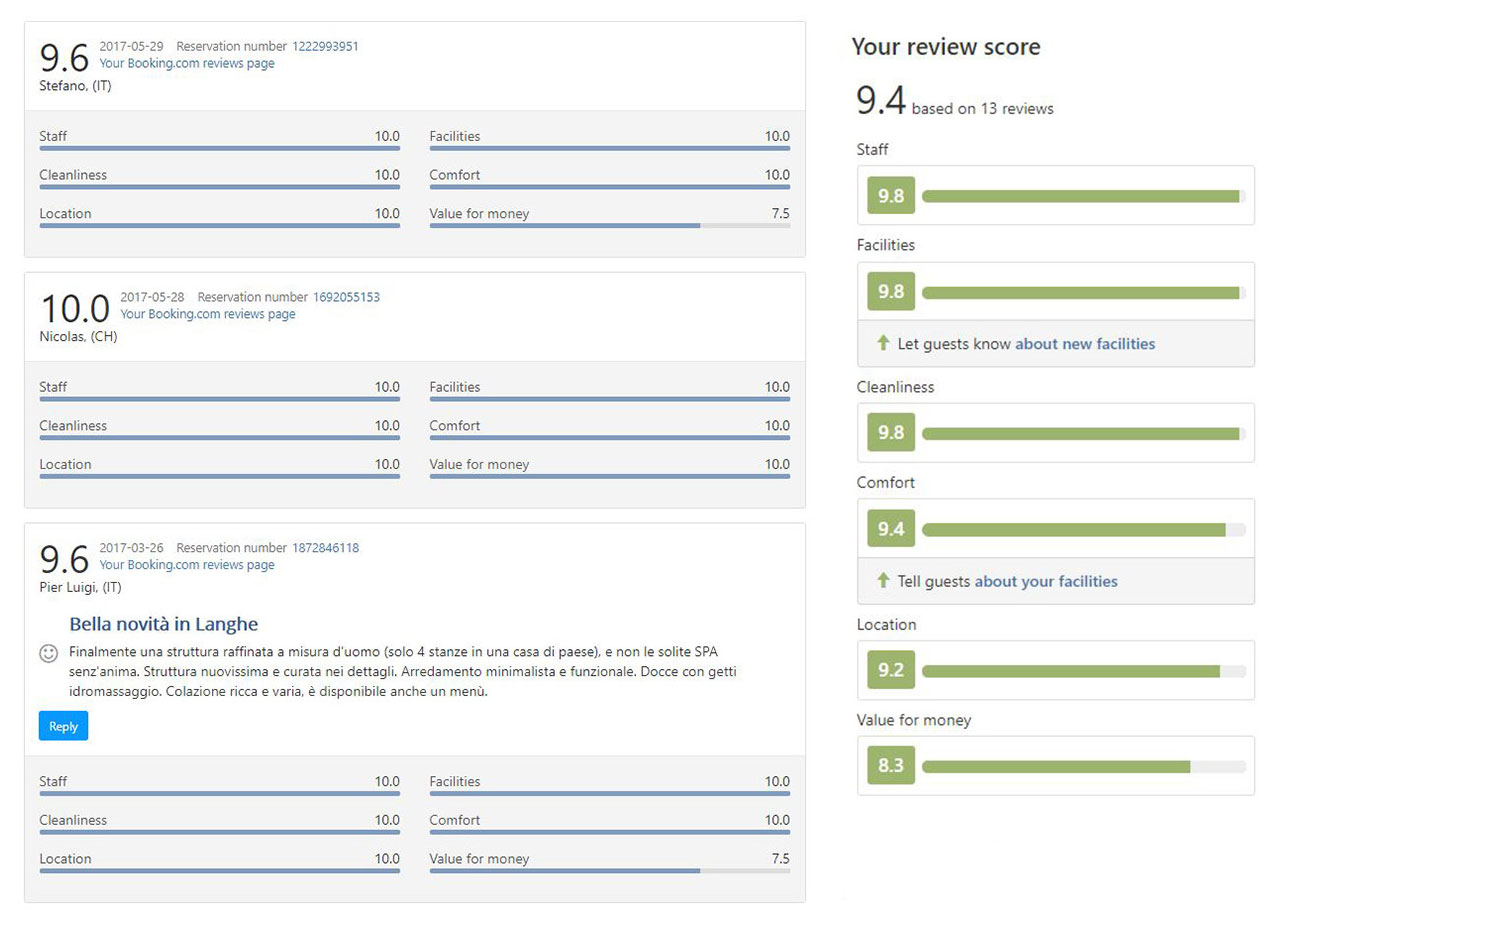 9.6 2017-05-29 Reservation number 1222993951
Your Booking.com reviews page
Stefano, (IT)
Staff 10.0 Facilities 10.0
Cleanliness 10.0 Comfort 10.0
Location 10.0 Value for money 7.5
10.0 2017-05-28 Reservation number 1692055153
Your Booking.com reviews page
Nicolas, (CH)
Staff 10.0 Facilities 10.0
Cleanliness 10.0 Comfort 10.0
Location 10.0 Value for money 10.0
9.6 2017-03-26 Reservation number 1872846118
Your Booking.com reviews page
Pier Luigi, (IT)
Bella novità in Langhe
Finalmente una struttura raffinata a misura d'uomo (solo 4 stanze in una casa di paese), e non le solite SPA
senz'anima. Struttura nuovissima e curata nei dettagli. Arredamento minimalista e funzionale. Docce con getti
idromassaggio. Colazione ricca e varia, è disponibile anche un menù.
Reply
Staff 10.0 Facilities 10.0
Cleanliness 10.0 Comfort 10.0
Location 10.0 Value for money 7.5
Your review score
9.4 based on 13 reviews
Staff
9.8
Facilities
9.8
Let guests know about new facilities
Cleanliness
9.8
Comfort
9.4
Tell guests about your facilities
Location
9.2
Value for money
8.3